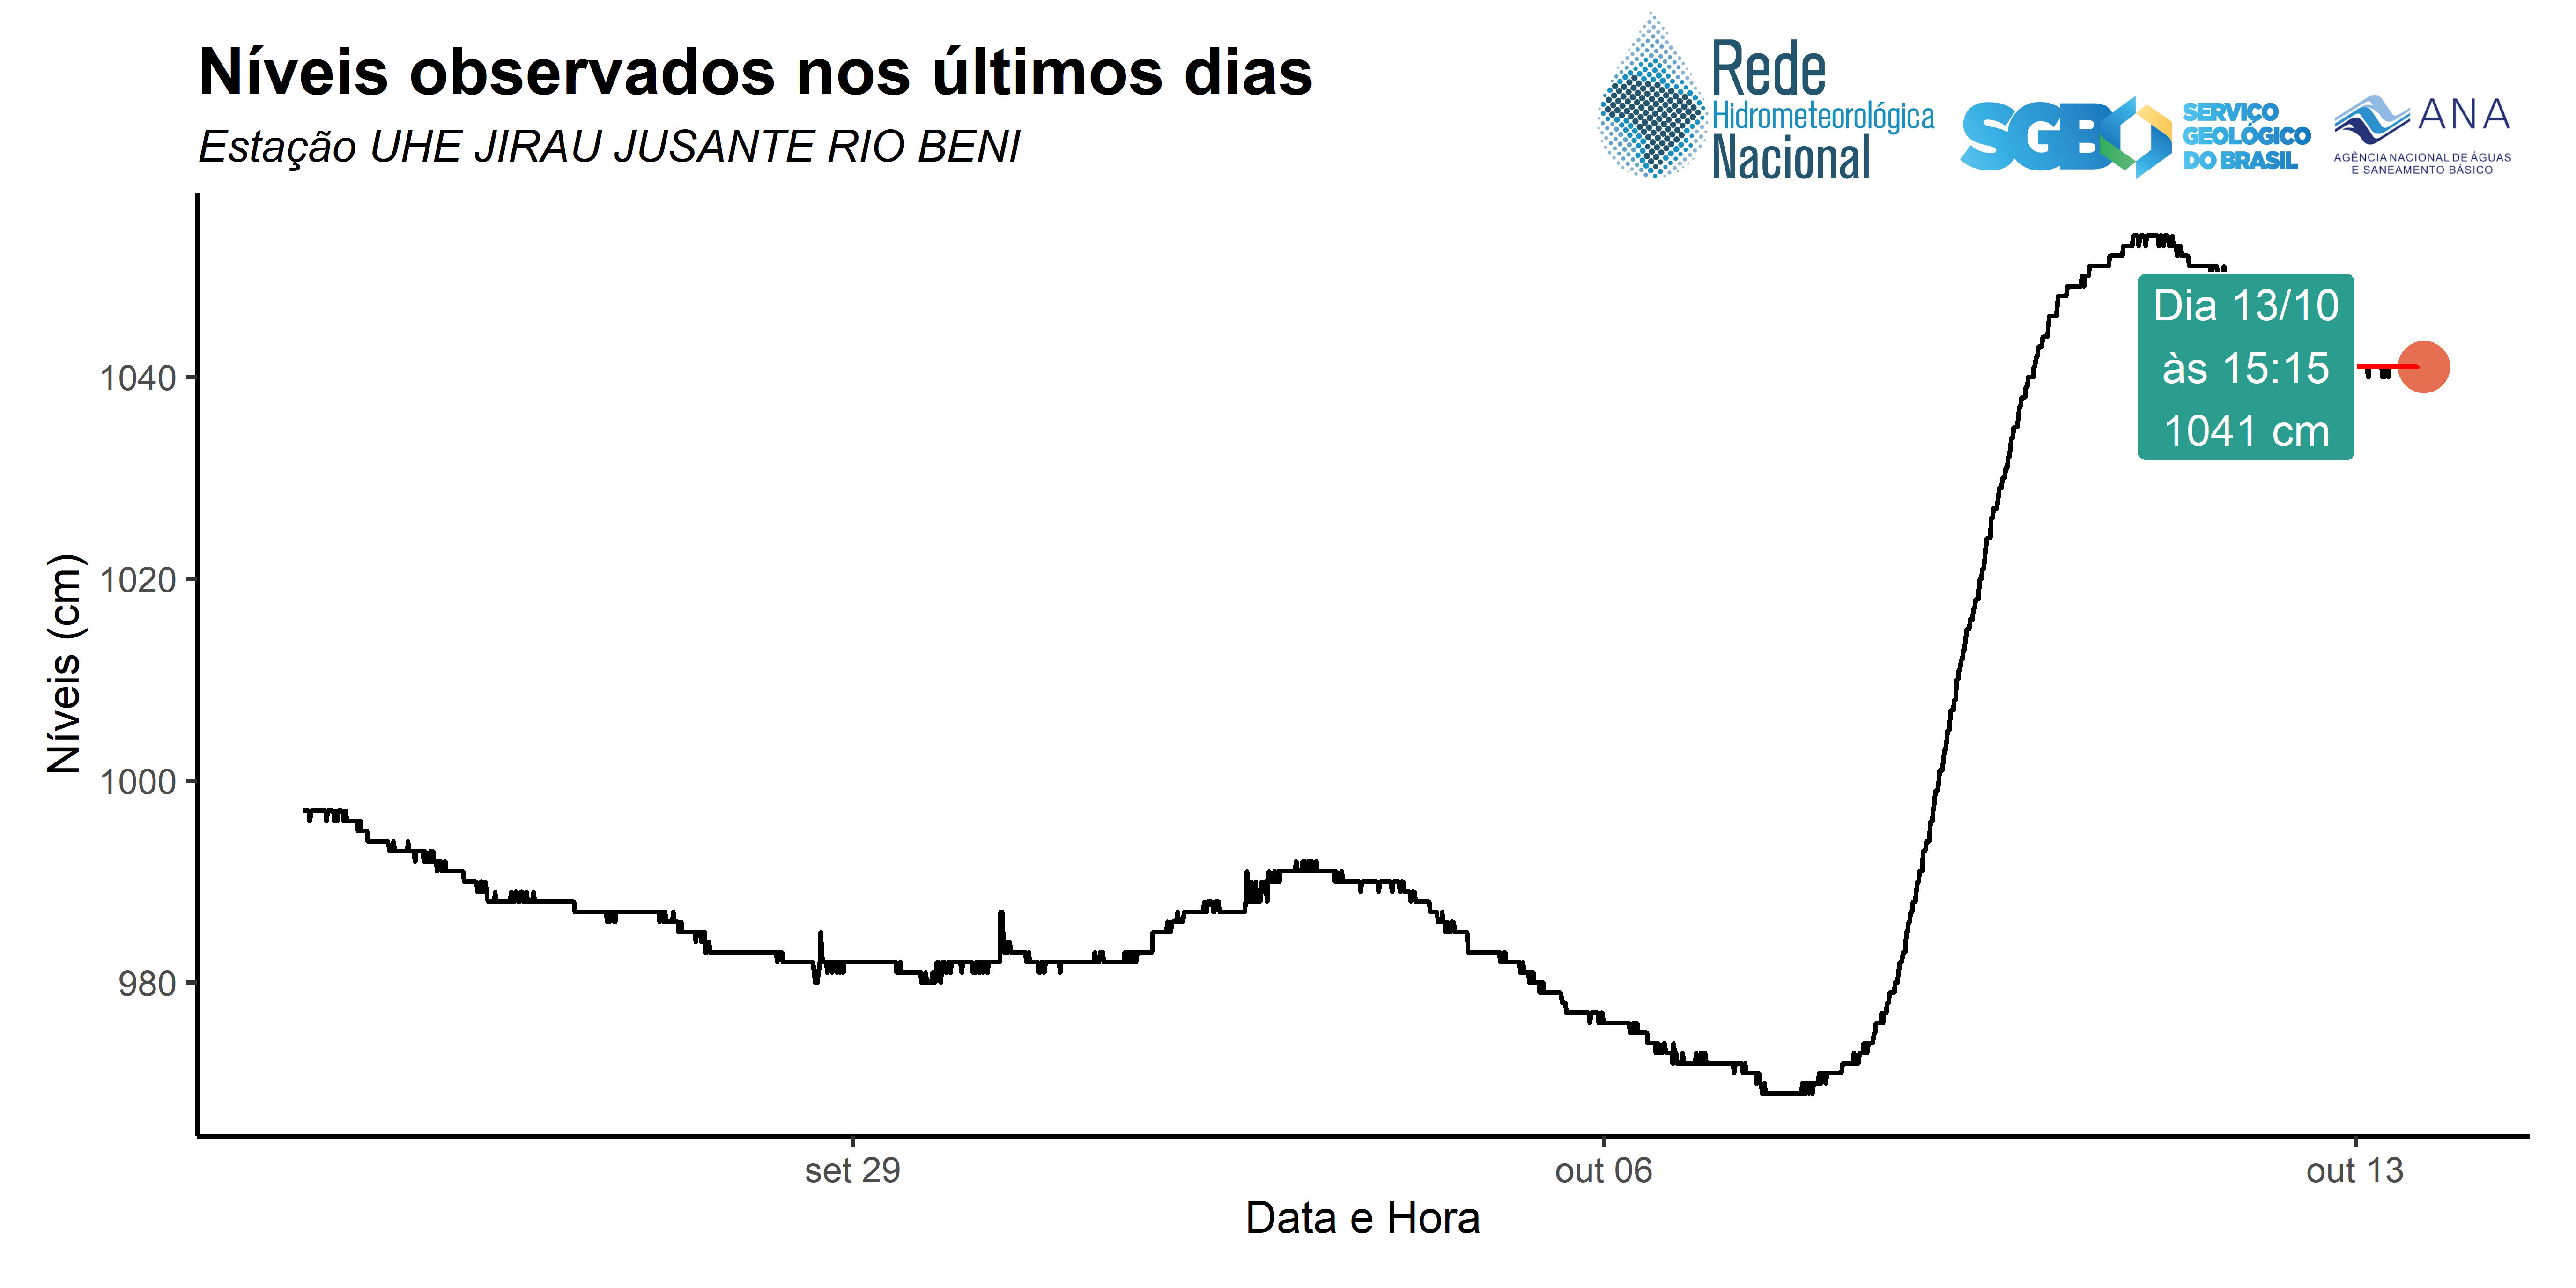 Níveis observados nos últimos dias
Estação UHE JIRAU JUSANTE RIO BENI
Rede
Hidrometeorológica
Nacional
SGB
SERVIÇO
GEOLÓGICO
DO BRASIL
ANA
AGÊNCIA NACIONAL DE ÁGUAS
E SANEAMENTO BÁSICO
Níveis (cm)
1040
1020
1000
980
Dia 13/10
às 15:15
1041 cm
set 29
out 06
out 13
Data e Hora